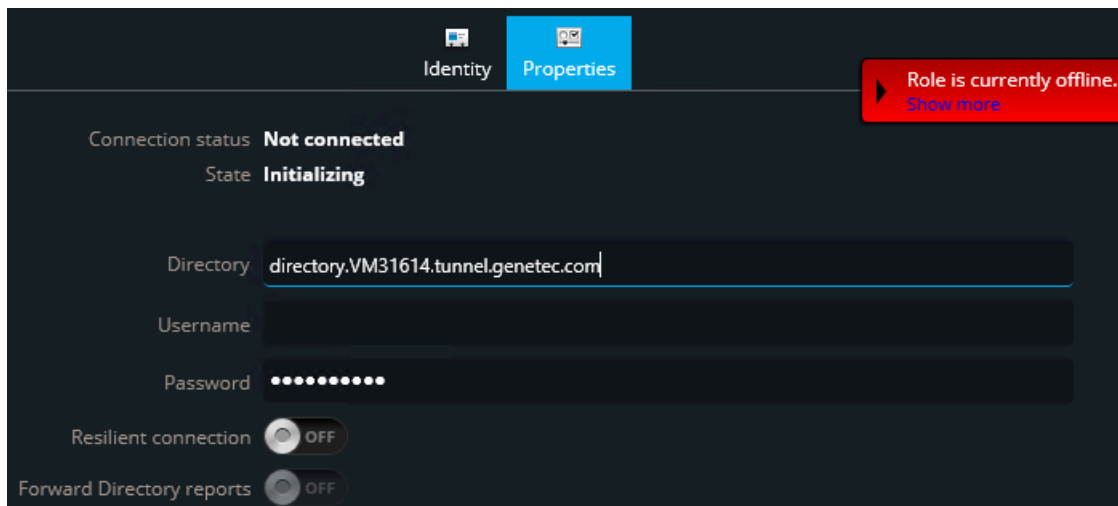 Identity
Properties
Role is currently offline.
Show more
Connection status Not connected
State Initializing
Directory directory.VM31614.tunnel.genetec.com
Username
Password ••••••••••
Resilient connection OFF
Forward Directory reports OFF